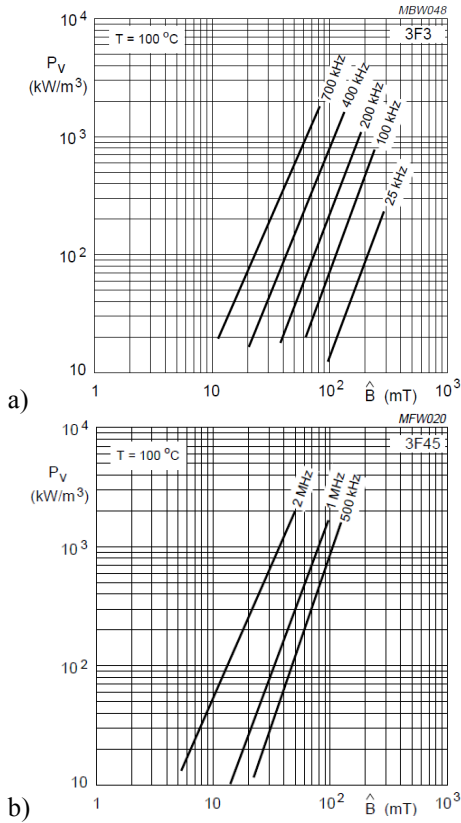 MBW048
10⁴
T = 100 °C
3F3
P_V
(kW/m³)
700 kHz
400 kHz
200 kHz
100 kHz
25 kHz
10³
10²
10
1
10
10²
B̂ (mT)
10³
a)
MFW020
10⁴
T = 100 °C
3F45
P_V
(kW/m³)
2 MHz
1 MHz
500 kHz
10³
10²
10
1
10
10²
B̂ (mT)
10³
b)